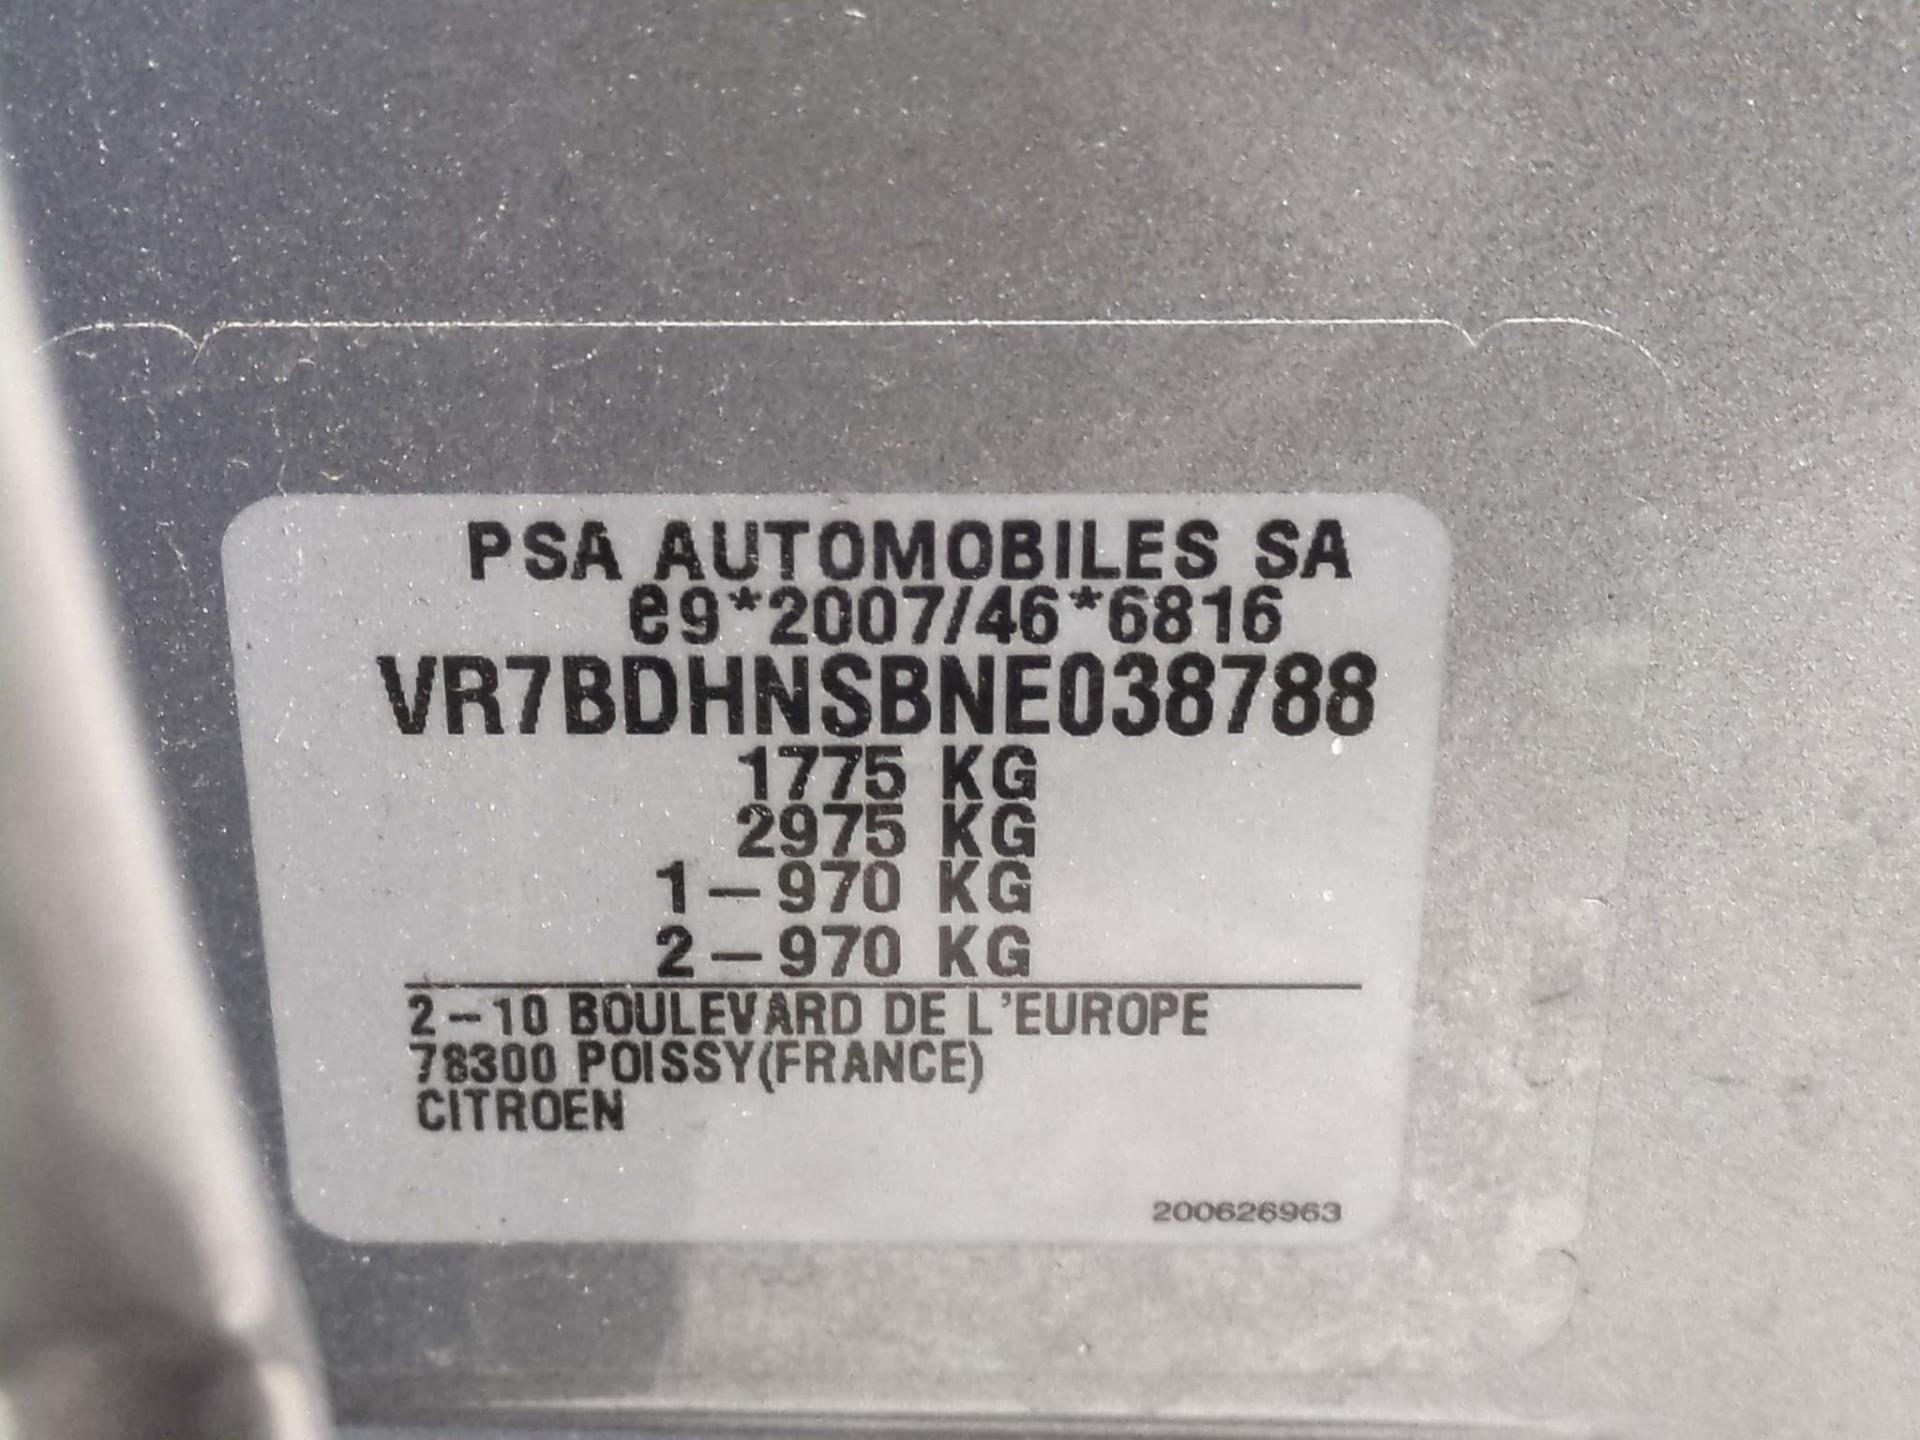 PSA AUTOMOBILES SA
e9*2007/46*6816
VR7BDHNSBNE038788
1775 KG
2975 KG
1-970 KG
2-970 KG
2-10 BOULEVARD DE L'EUROPE
78300 POISSY(FRANCE)
CITROEN
200626963